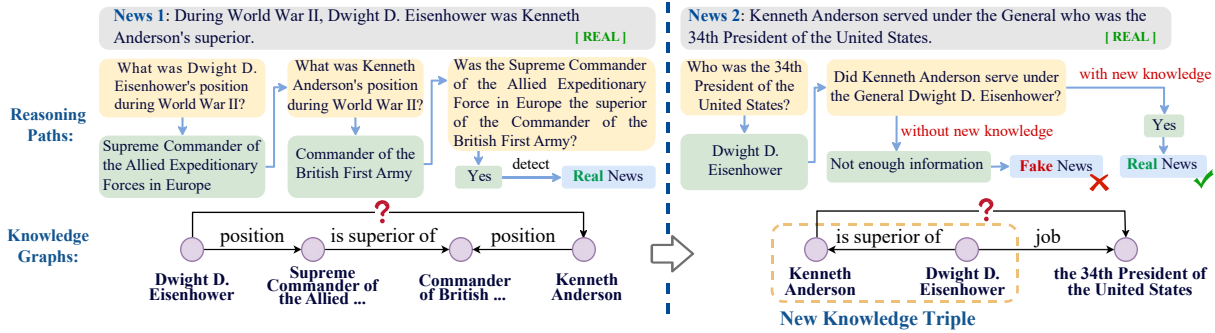 News 1: During World War II, Dwight D. Eisenhower was Kenneth
Anderson's superior.
[ REAL ]
Reasoning
Paths:
What was Dwight D.
Eisenhower's position
during World War II?
Supreme Commander of
the Allied Expeditionary
Forces in Europe
What was Kenneth
Anderson's position
during World War II?
Commander of the
British First Army
Was the Supreme Commander
of the Allied Expeditionary
Force in Europe the superior
of the Commander of the
British First Army?
Yes
detect
Real News
Knowledge
Graphs:
?
position
is superior of
position
Dwight D.
Eisenhower
Supreme
Commander of
the Allied ...
Commander
of British ...
Kenneth
Anderson
News 2: Kenneth Anderson served under the General who was the
34th President of the United States.
[ REAL ]
Who was the 34th
President of the
United States?
Dwight D.
Eisenhower
Did Kenneth Anderson serve under
the General Dwight D. Eisenhower?
with new knowledge
without new knowledge
Yes
Not enough information
Fake News
Real News
?
is superior of
job
Kenneth
Anderson
Dwight D.
Eisenhower
the 34th President of
the United States
New Knowledge Triple